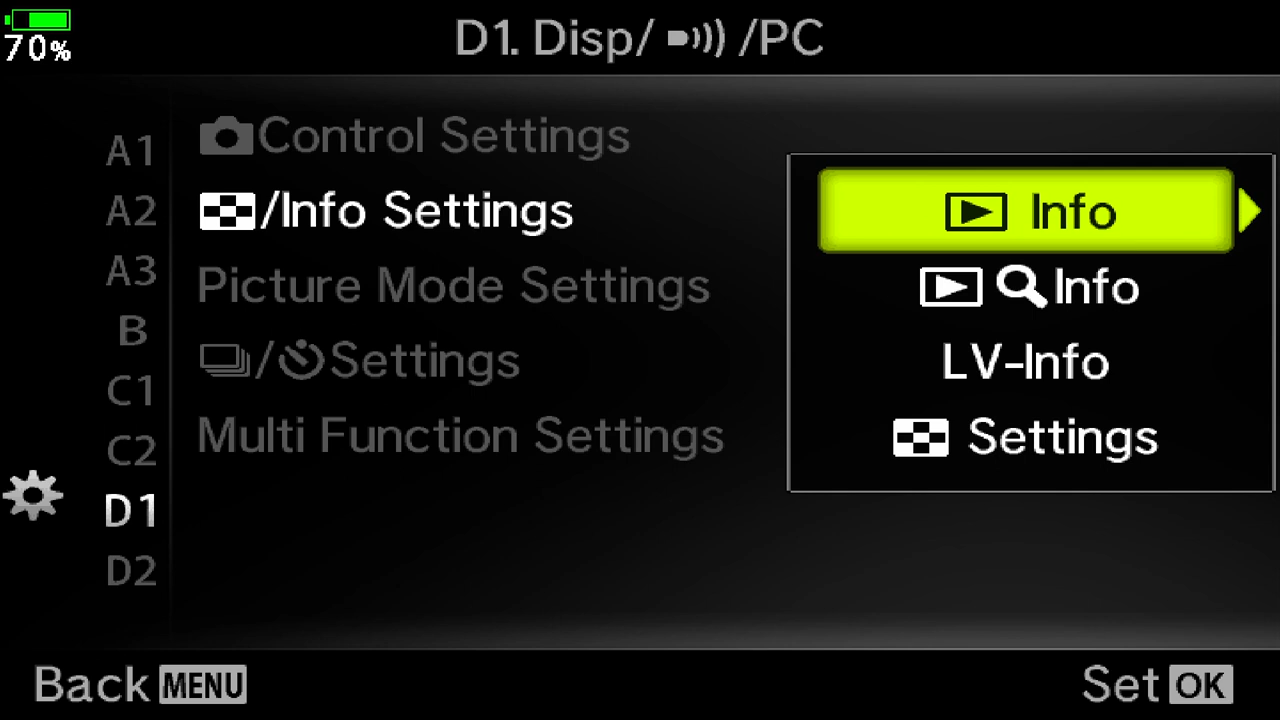 70%
D1. Disp/ /PC
A1
A2
A3
B
C1
C2
D1
D2
Control Settings
/Info Settings
Picture Mode Settings
/ Settings
Multi Function Settings
Info
Info
LV-Info
Settings
Back MENU
Set OK